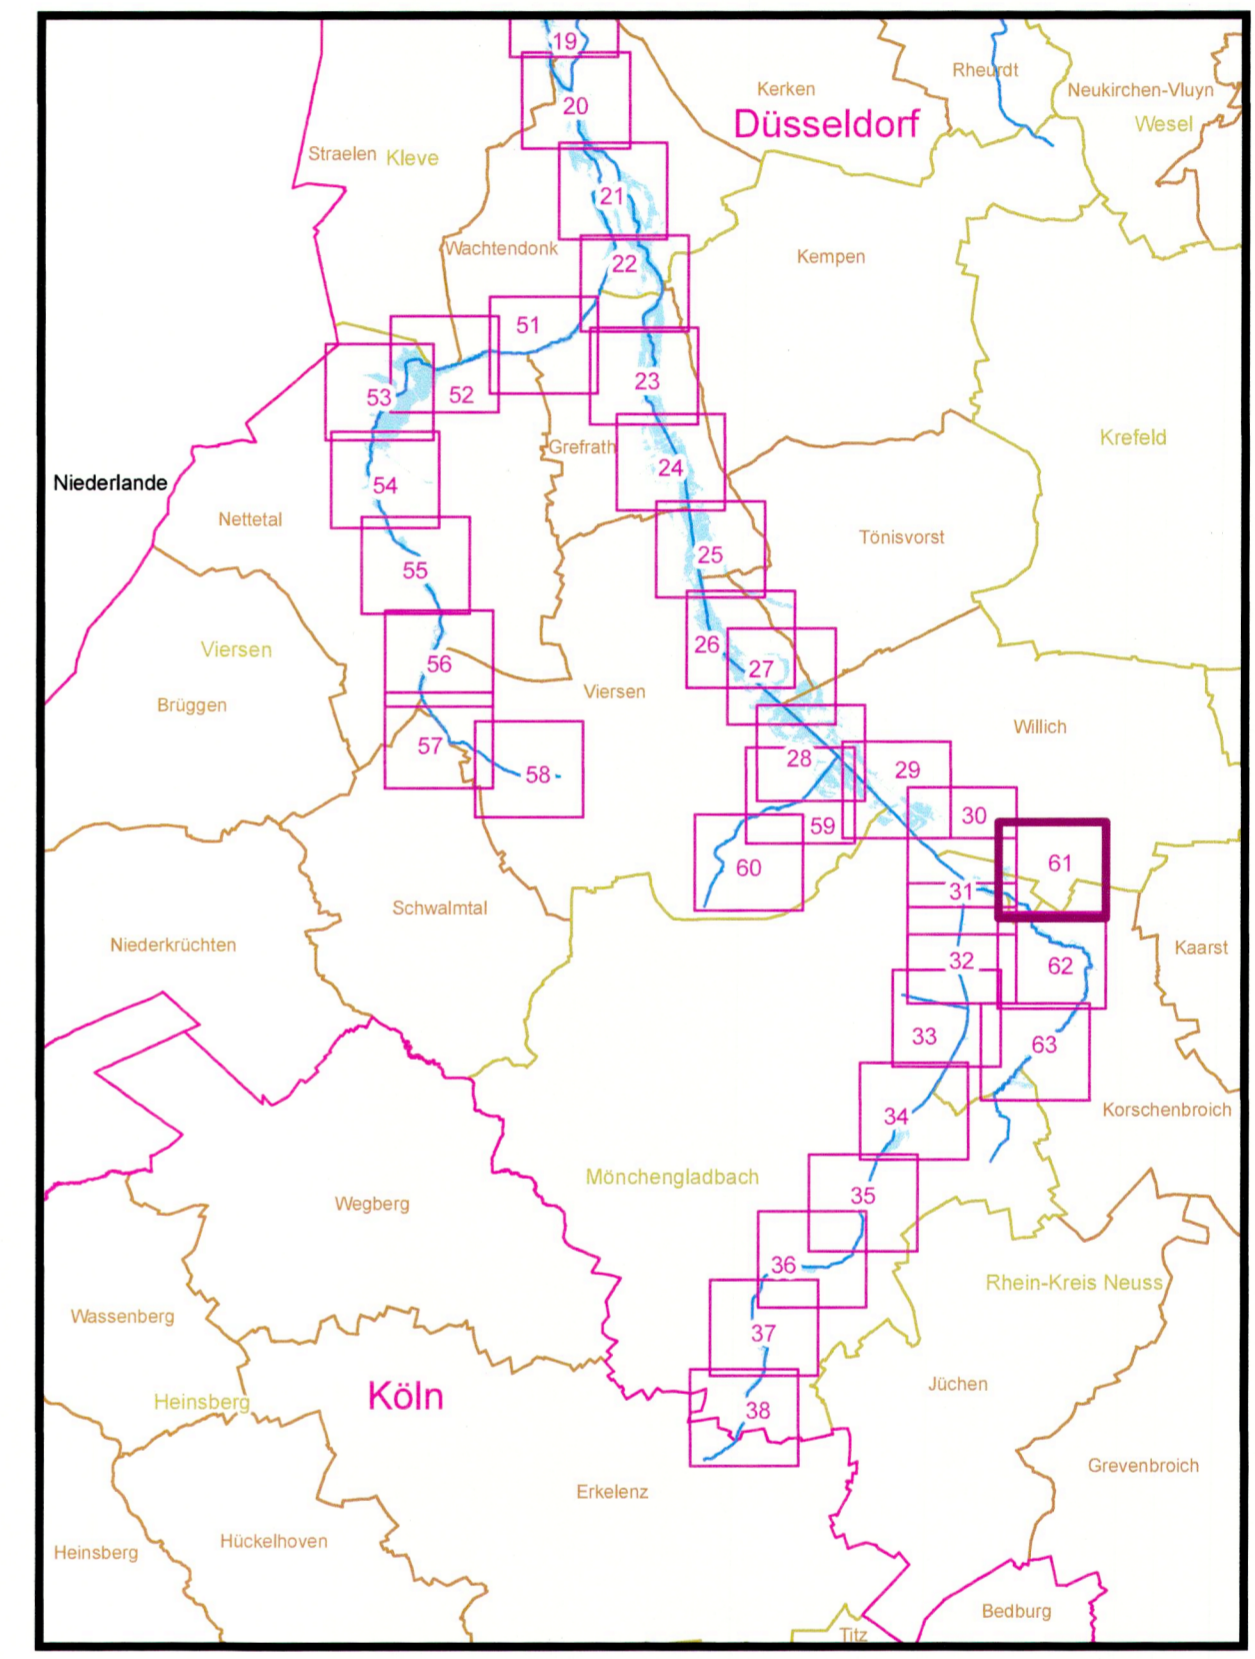 19
Rheurdt
Kerken
Neukirchen-Vluyn
20
Düsseldorf
Wesel
Straelen
Kleve
21
Wachtendonk
Kempen
22
51
23
53
52
Krefeld
Grefrath
24
Niederlande
54
Nettetal
Tönisvorst
25
55
26
Viersen
56
27
Viersen
Brüggen
Willich
57
28
29
58
30
59
61
60
31
Schwalmtal
Niederkrüchten
Kaarst
32
62
33
63
Korschenbroich
34
Mönchengladbach
35
Wegberg
36
Rhein-Kreis Neuss
Wassenberg
37
Jüchen
Köln
Heinsberg
38
Grevenbroich
Erkelenz
Hückelhoven
Heinsberg
Bedburg
Titz